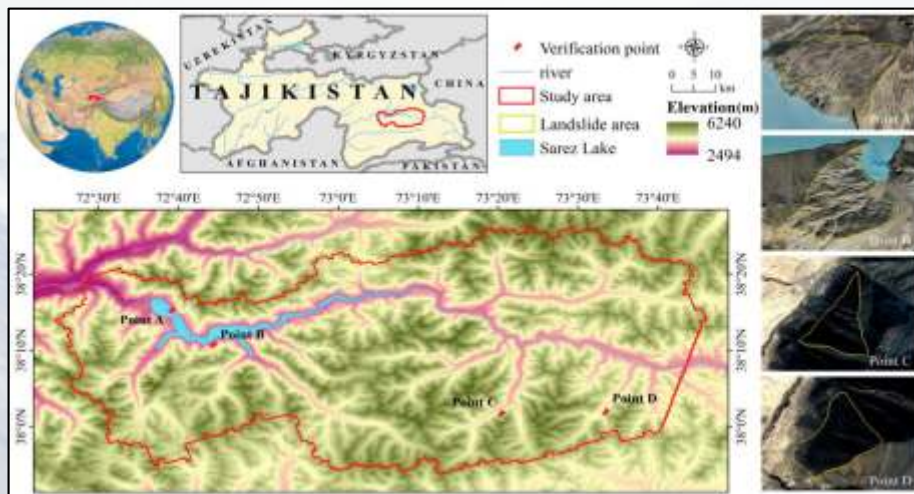 UZBEKISTAN
KYRGYZSTAN
CHINA
TAJIKISTAN
AFGHANISTAN
PAKISTAN
Verification point
river
Study area
Landslide area
Sarez Lake
0 5 10
km
Elevation(m)
6240
2494
Point A
Point B
Point C
Point D
72°30'E
72°40'E
72°50'E
73°0'E
73°10'E
73°20'E
73°30'E
73°40'E
38°20'N
38°10'N
38°0'N
38°20'N
38°10'N
38°0'N
Point A
Point B
Point C
Point D